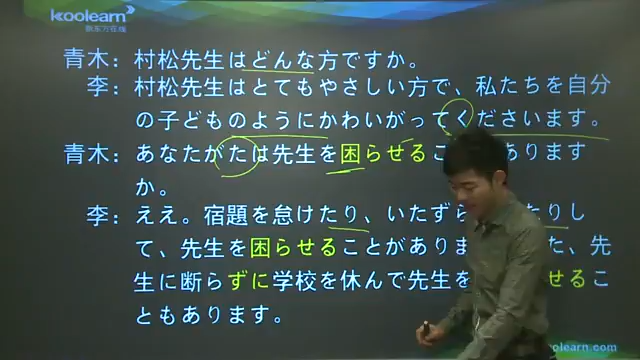 koolearn
新东方在线
青木：村松先生はどんな方ですか。
李：村松先生はとてもやさしい方で、私たちを自分
の子どものようにかわいがってくださいます。
青木：あなたがたは先生を困らせるこ あります
か。
李：ええ。宿題を怠けたり、いたずら たりし
て、先生を困らせることがありま た、先
生に断らずに学校を休んで先生を せるこ
ともあります。
koolearn.com